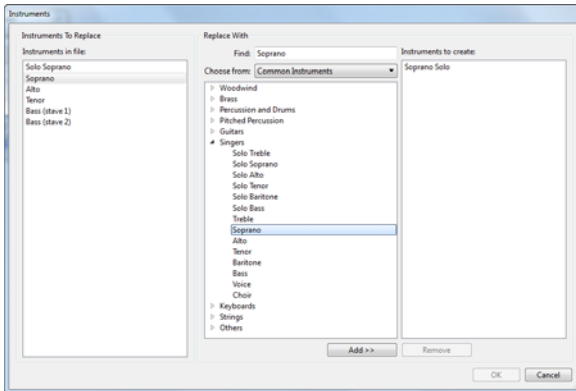 Instruments
Instruments To Replace
Instruments in file:
Solo Soprano
Soprano
Alto
Tenor
Bass (stave 1)
Bass (stave 2)
Replace With
Find: Soprano
Choose from: Common Instruments
Woodwind
Brass
Percussion and Drums
Pitched Percussion
Guitars
Singers
Solo Treble
Solo Soprano
Solo Alto
Solo Tenor
Solo Baritone
Solo Bass
Treble
Soprano
Alto
Tenor
Baritone
Bass
Voice
Choir
Keyboards
Strings
Others
Add >>
Instruments to create:
Soprano Solo
Remove
OK
Cancel